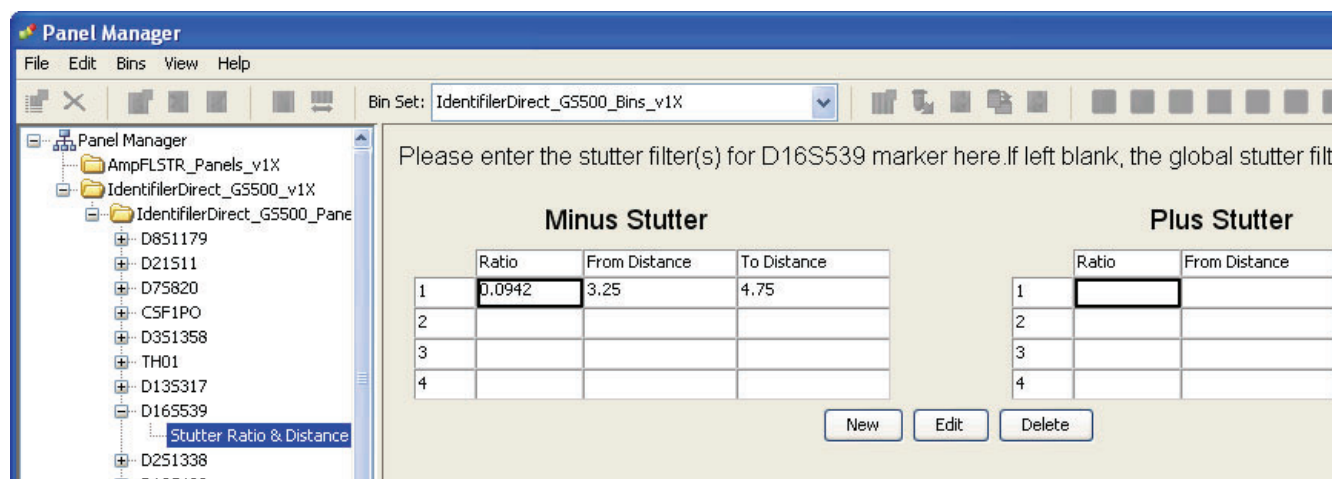 Panel Manager
File Edit Bins View Help
Bin Set: IdentifilerDirect_GS500_Bins_v1X
Panel Manager
AmpFLSTR_Panels_v1X
IdentifilerDirect_GS500_v1X
IdentifilerDirect_GS500_Pane
D8S1179
D21S11
D7S820
CSF1PO
D3S1358
TH01
D13S317
D16S539
Stutter Ratio & Distance
D2S1338
Please enter the stutter filter(s) for D16S539 marker here.If left blank, the global stutter filt
Minus Stutter
Ratio From Distance To Distance
1 0.0942 3.25 4.75
2
3
4
Plus Stutter
Ratio From Distance
1
2
3
4
New Edit Delete